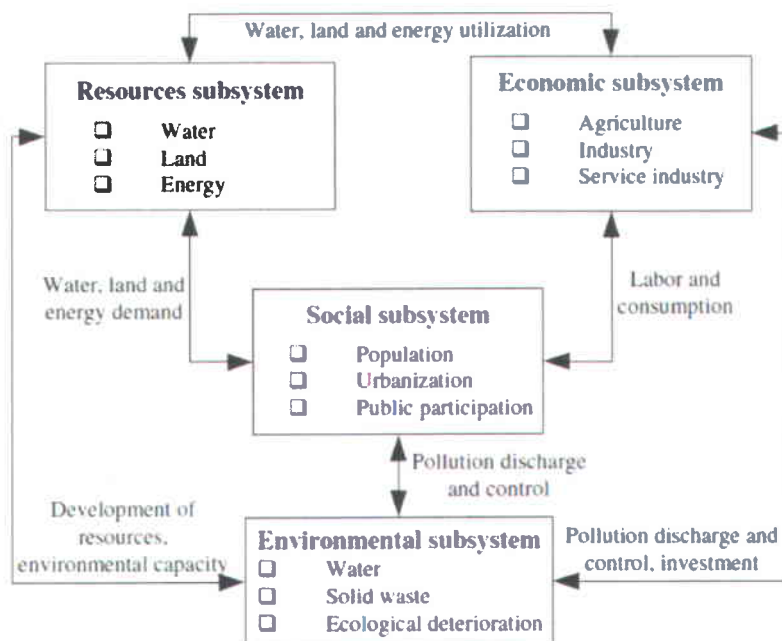 Water, land and energy utilization
Resources subsystem
❑ Water
❑ Land
❑ Energy
Economic subsystem
❑ Agriculture
❑ Industry
❑ Service industry
Water, land and
energy demand
Labor and
consumption
Social subsystem
❑ Population
❑ Urbanization
❑ Public participation
Pollution discharge
and control
Development of
resources,
environmental capacity
Environmental subsystem
❑ Water
❑ Solid waste
❑ Ecological deterioration
Pollution discharge and
control, investment